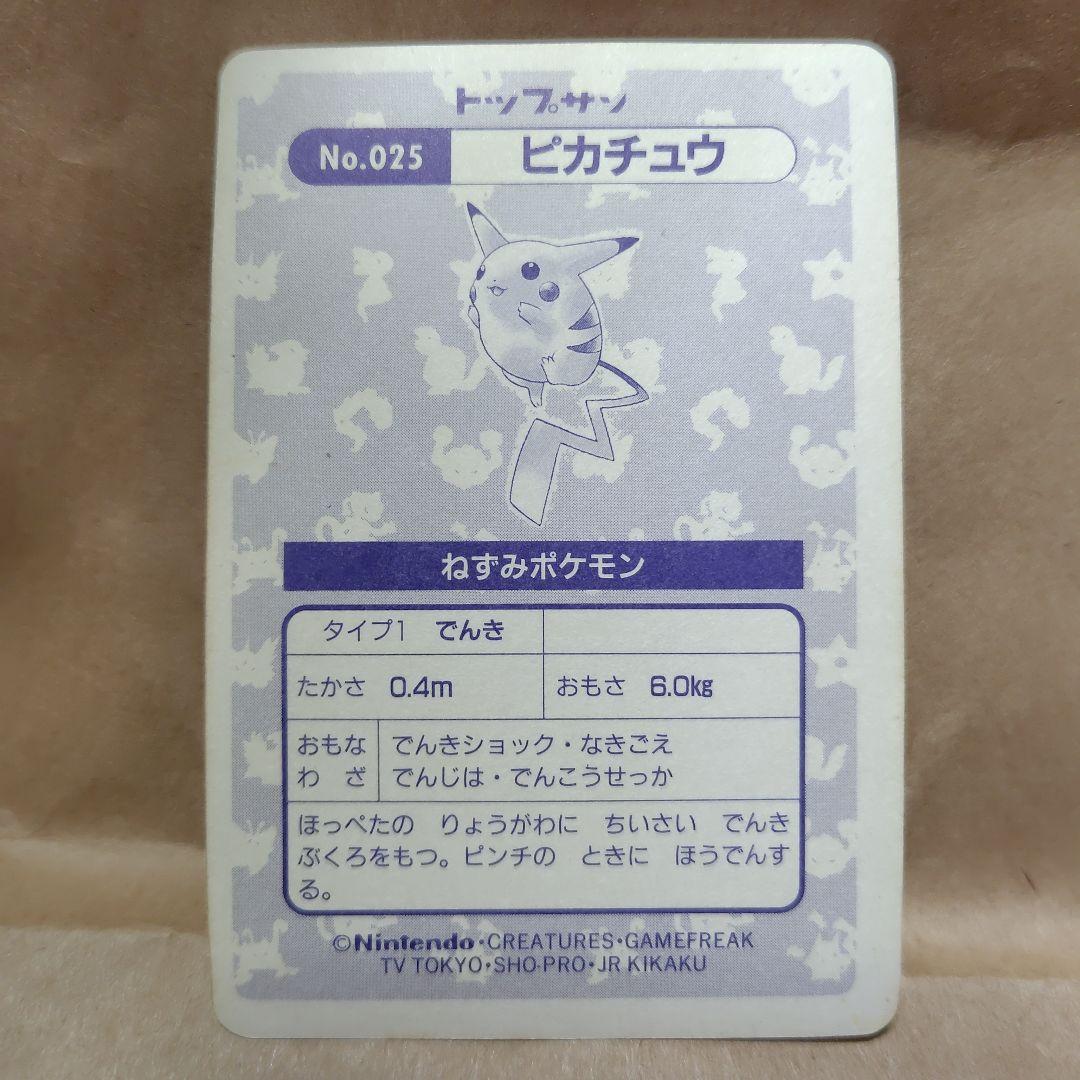 トップサン
No.025 ピカチュウ
ねずみポケモン
タイプ1 でんき
たかさ 0.4m おもさ 6.0kg
おもな でんきショック・なきごえ
わざ でんじは・でんこうせっか
ほっぺたの りょうがわに ちいさい でんき
ぶくろをもつ。ピンチの ときに ほうでんす
る。
©Nintendo・CREATURES・GAMEFREAK
TV TOKYO・SHO-PRO・JR KIKAKU